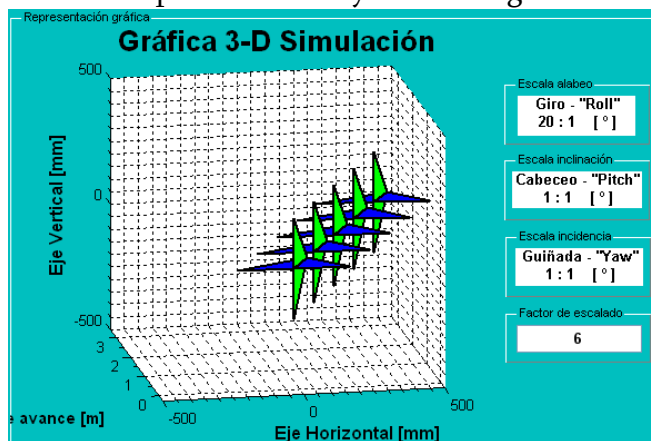 Representación gráfica
Gráfica 3-D Simulación
500
0
-500
Eje Vertical [mm]
3
2
1
0
e avance [m]
-500
0
500
Eje Horizontal [mm]
Escala alabeo
Giro - "Roll"
20 : 1 [ º ]
Escala inclinación
Cabeceo - "Pitch"
1 : 1 [ º ]
Escala incidencia
Guiñada - "Yaw"
1 : 1 [ º ]
Factor de escalado
6